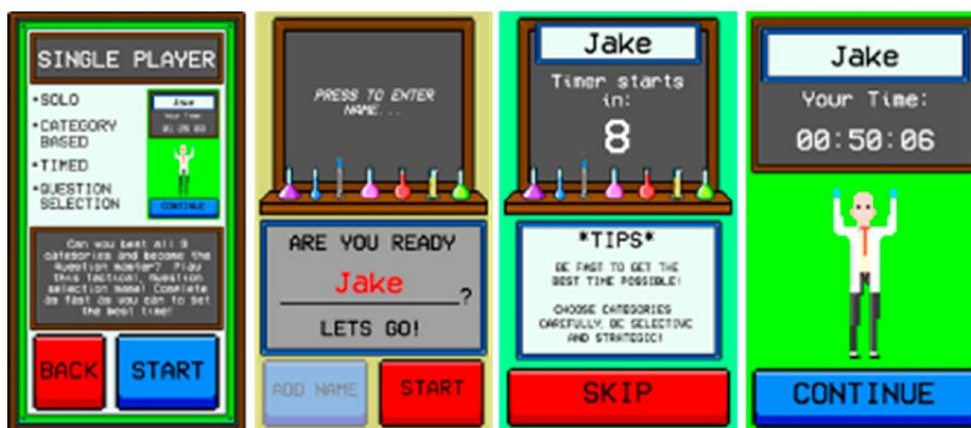 SINGLE PLAYER
•SOLO
•CATEGORY
BASED
•TIMED
•QUESTION
SELECTION
Jake
Your Time:
CONTINUE
Can you beat all 9
categories and become the
Question master? Play
this tactical, question
selection game! Complete
as fast as you can to set
the best time!
BACK
START
PRESS TO ENTER
NAME...
ARE YOU READY
Jake
?
LETS GO!
ADD NAME
START
Jake
Timer starts
in:
8
*TIPS*
BE FAST TO GET THE
BEST TIME POSSIBLE!
CHOOSE CATEGORIES
CAREFULLY, BE SELECTIVE
AND STRATEGIC!
SKIP
Jake
Your Time:
00:50:06
CONTINUE